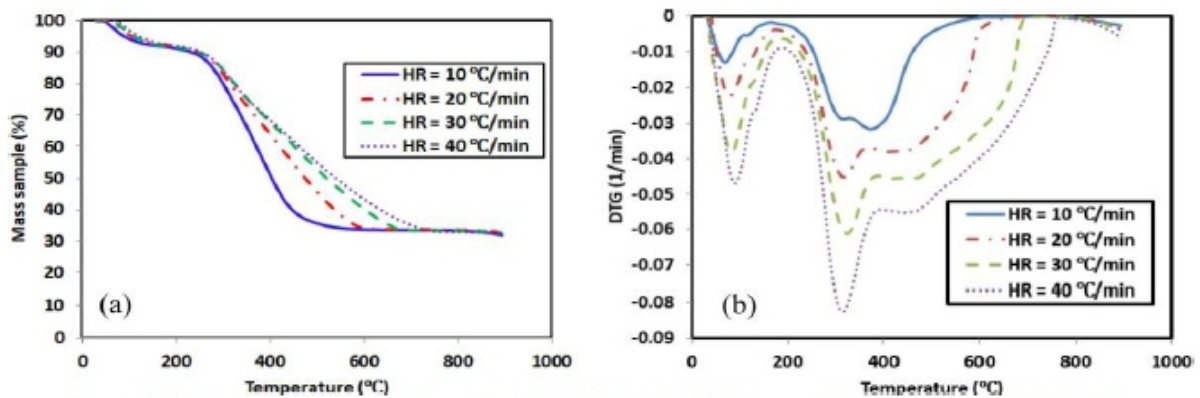 100
90
80
70
60
50
40
30
20
10
0
Mass sample (%)
HR = 10 °C/min
HR = 20 °C/min
HR = 30 °C/min
HR = 40 °C/min
(a)
0 200 400 600 800 1000
Temperature (°C)
0
-0.01
-0.02
-0.03
-0.04
-0.05
-0.06
-0.07
-0.08
-0.09
DTG (1/min)
HR = 10 °C/min
HR = 20 °C/min
HR = 30 °C/min
HR = 40 °C/min
(b)
0 200 400 600 800 1000
Temperature (°C)